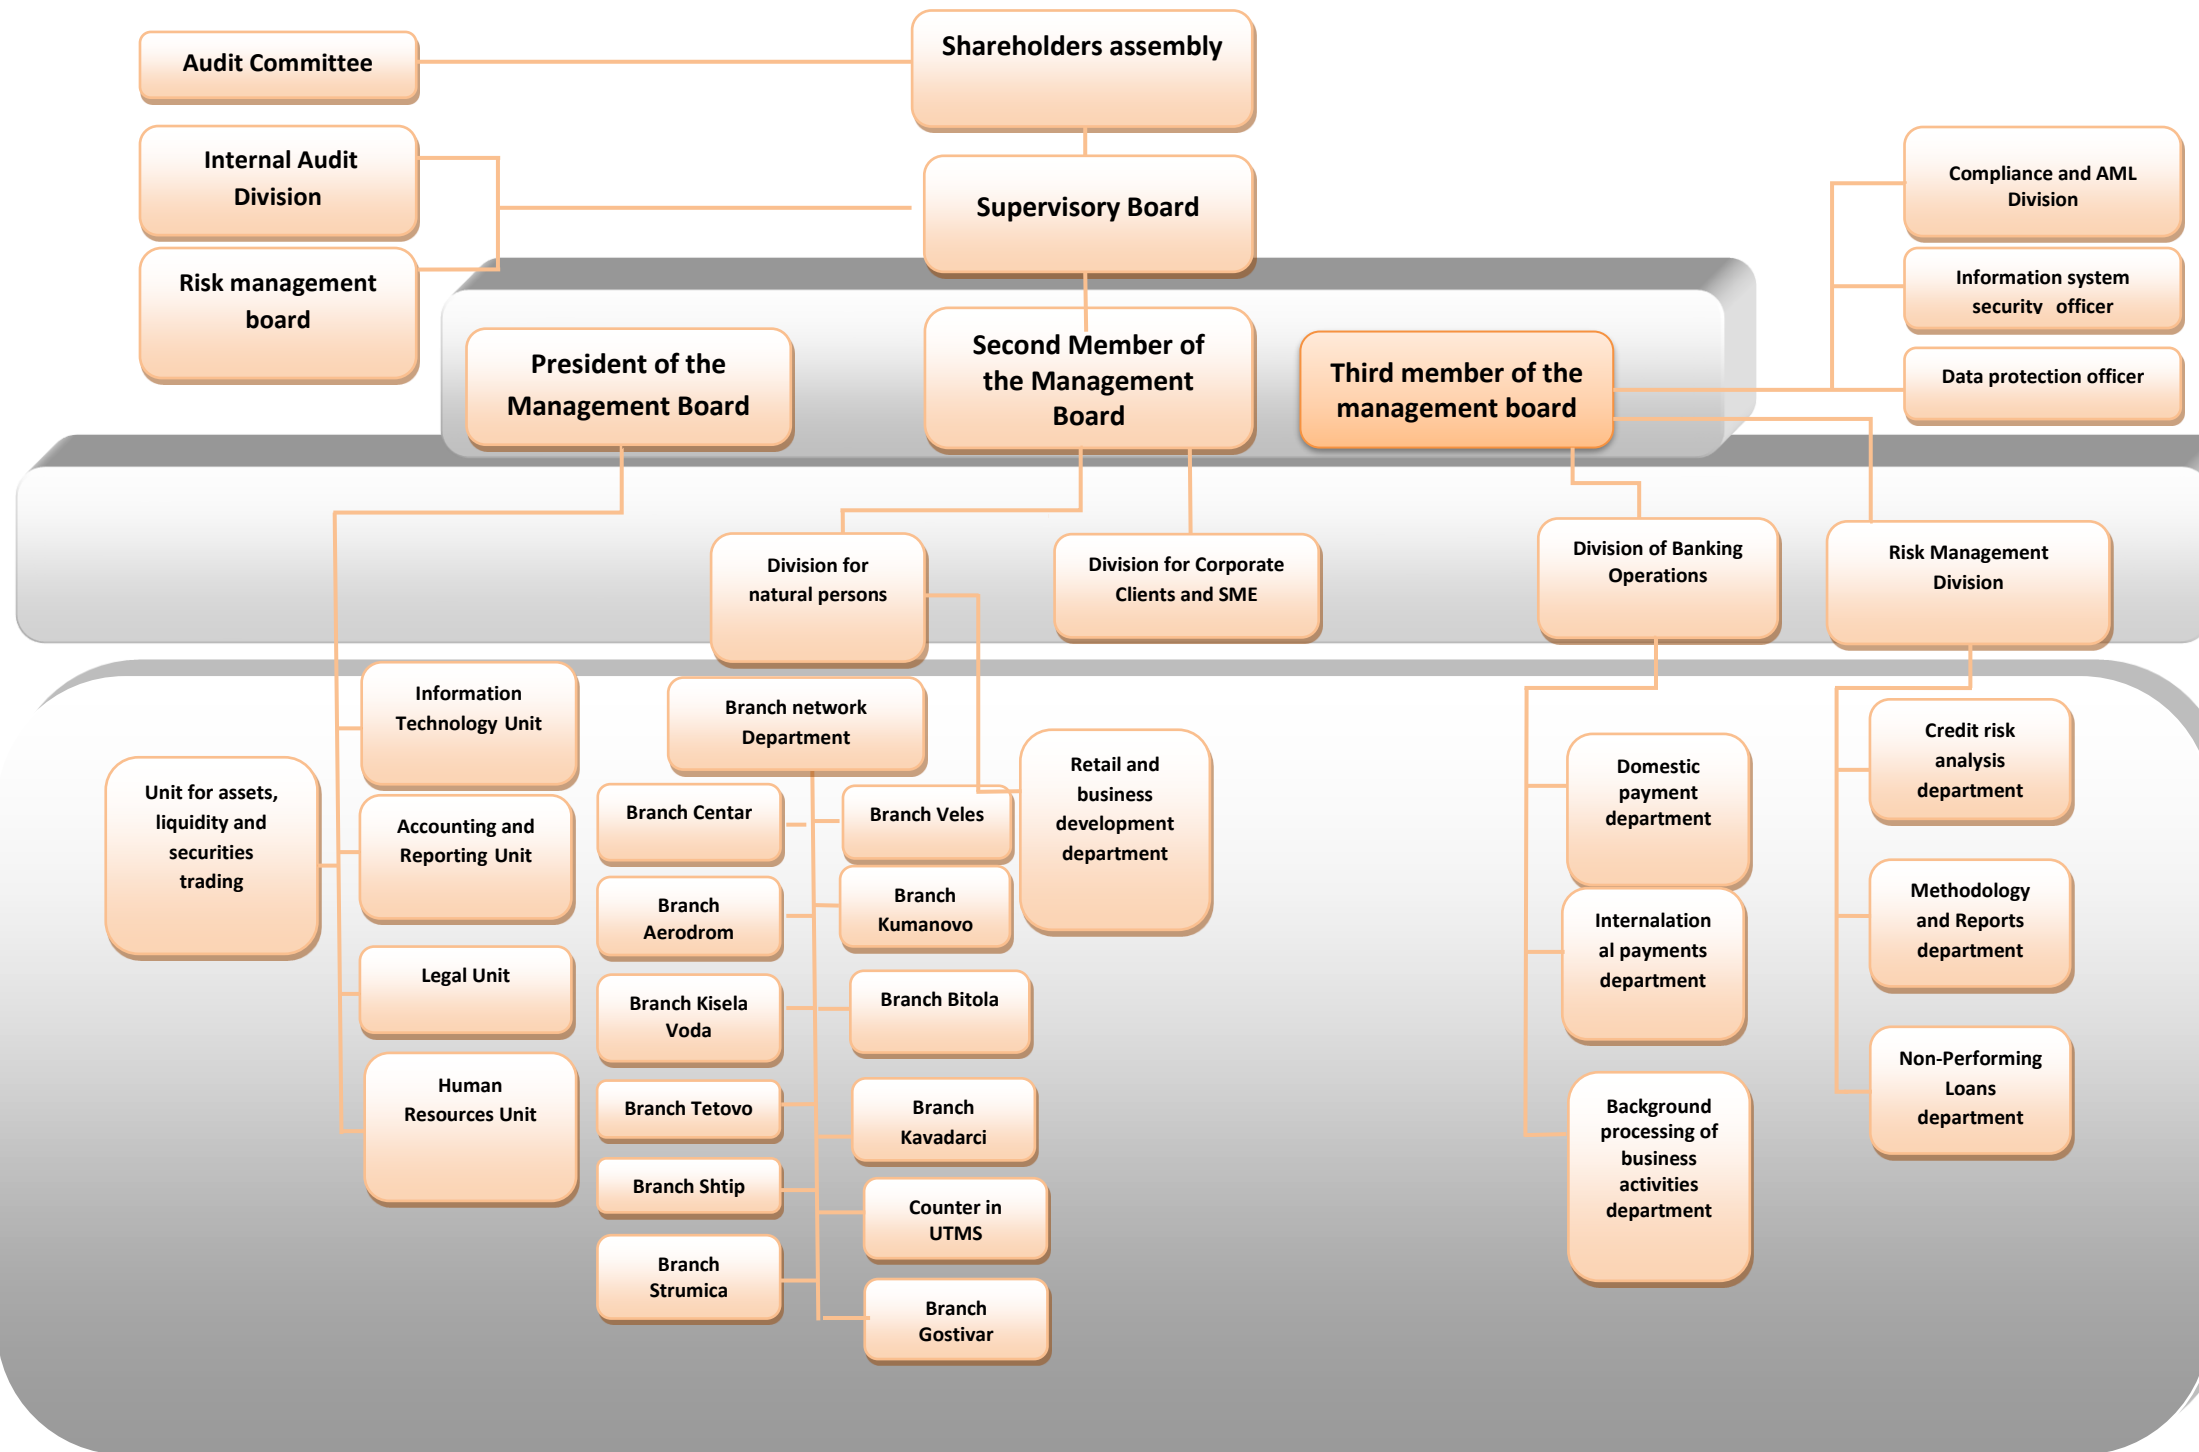 Shareholders assembly
Audit Committee
Internal Audit
Division
Supervisory Board
Compliance and AML
Division
Risk management
board
Information system
security officer
President of the
Management Board
Second Member of
the Management
Board
Third member of the
management board
Data protection officer
Division for
natural persons
Division for Corporate
Clients and SME
Division of Banking
Operations
Risk Management
Division
Information
Technology Unit
Unit for assets,
liquidity and
securities
trading
Accounting and
Reporting Unit
Legal Unit
Human
Resources Unit
Branch network
Department
Branch Centar
Branch Veles
Branch
Aerodrom
Branch
Kumanovo
Branch Kisela
Voda
Branch Bitola
Branch Tetovo
Branch
Kavadarci
Branch Shtip
Counter in
UTMS
Branch
Strumica
Branch
Gostivar
Retail and
business
development
department
Domestic
payment
department
Internalation
al payments
department
Background
processing of
business
activities
department
Credit risk
analysis
department
Methodology
and Reports
department
Non-Performing
Loans
department